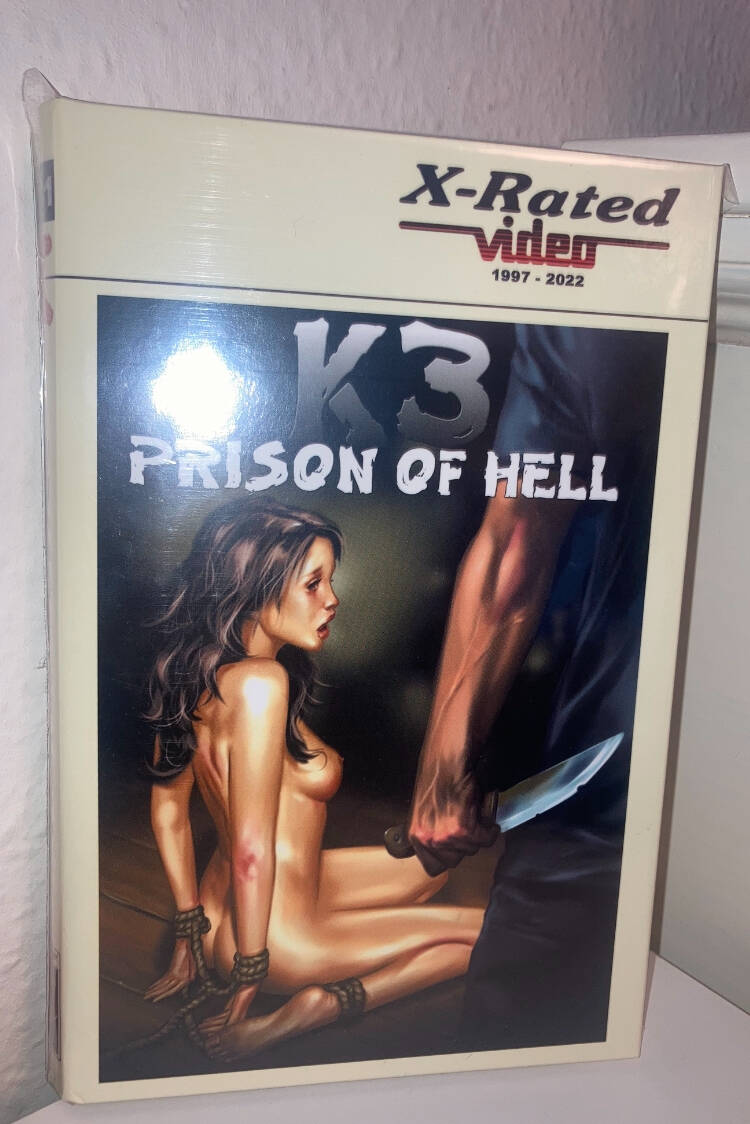 X-Rated
video
1997 - 2022
K3
PRISON OF HELL